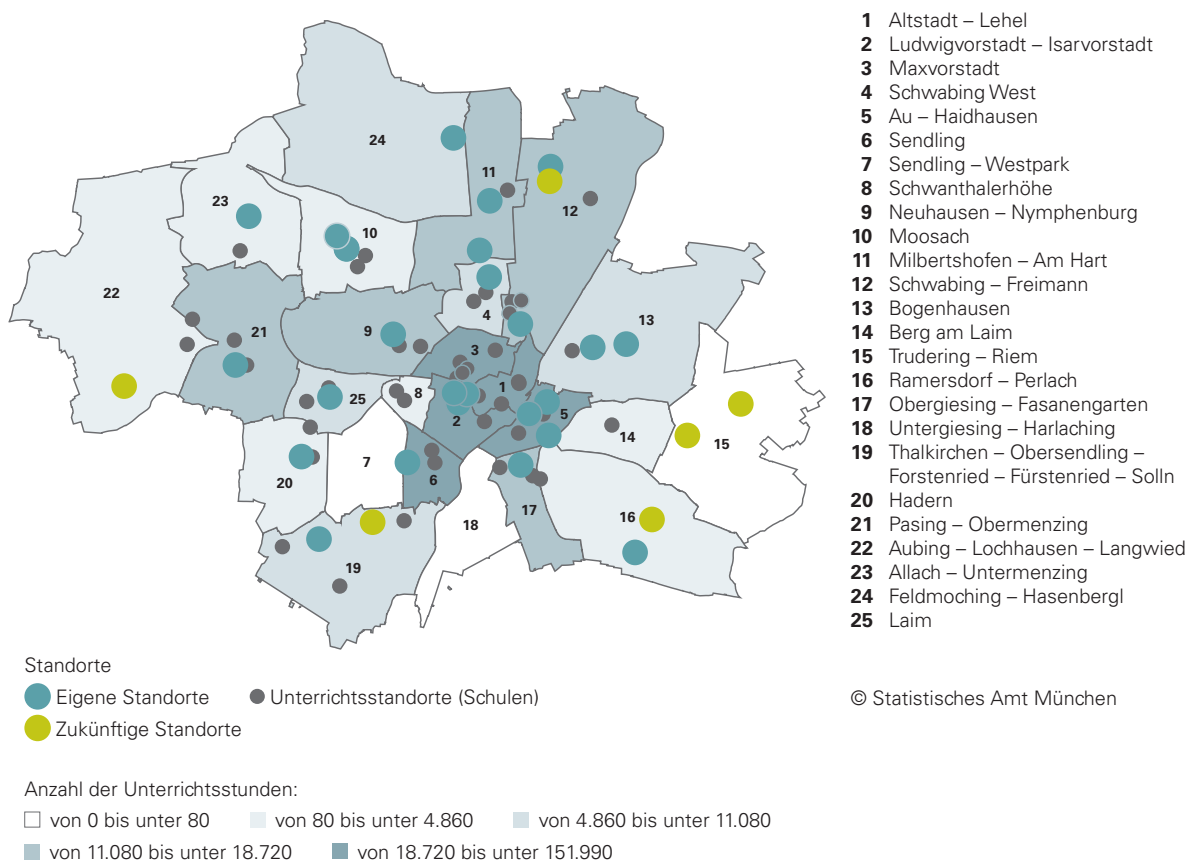 1 Altstadt – Lehel
2 Ludwigvorstadt – Isarvorstadt
3 Maxvorstadt
4 Schwabing West
5 Au – Haidhausen
6 Sendling
7 Sendling – Westpark
8 Schwanthalerhöhe
9 Neuhausen – Nymphenburg
10 Moosach
11 Milbertshofen – Am Hart
12 Schwabing – Freimann
13 Bogenhausen
14 Berg am Laim
15 Trudering – Riem
16 Ramersdorf – Perlach
17 Obergiesing – Fasanengarten
18 Untergiesing – Harlaching
19 Thalkirchen – Obersendling –
Forstenried – Fürstenried – Solln
20 Hadern
21 Pasing – Obermenzing
22 Aubing – Lochhausen – Langwied
23 Allach – Untermenzing
24 Feldmoching – Hasenbergl
25 Laim
24
11
23
12
10
22
13
4
21
9
3
1
8
25
2
5
14
15
7
6
20
16
17
18
19
Standorte
Eigene Standorte
Unterrichtsstandorte (Schulen)
© Statistisches Amt München
Zukünftige Standorte
Anzahl der Unterrichtsstunden:
von 0 bis unter 80
von 80 bis unter 4.860
von 4.860 bis unter 11.080
von 11.080 bis unter 18.720
von 18.720 bis unter 151.990